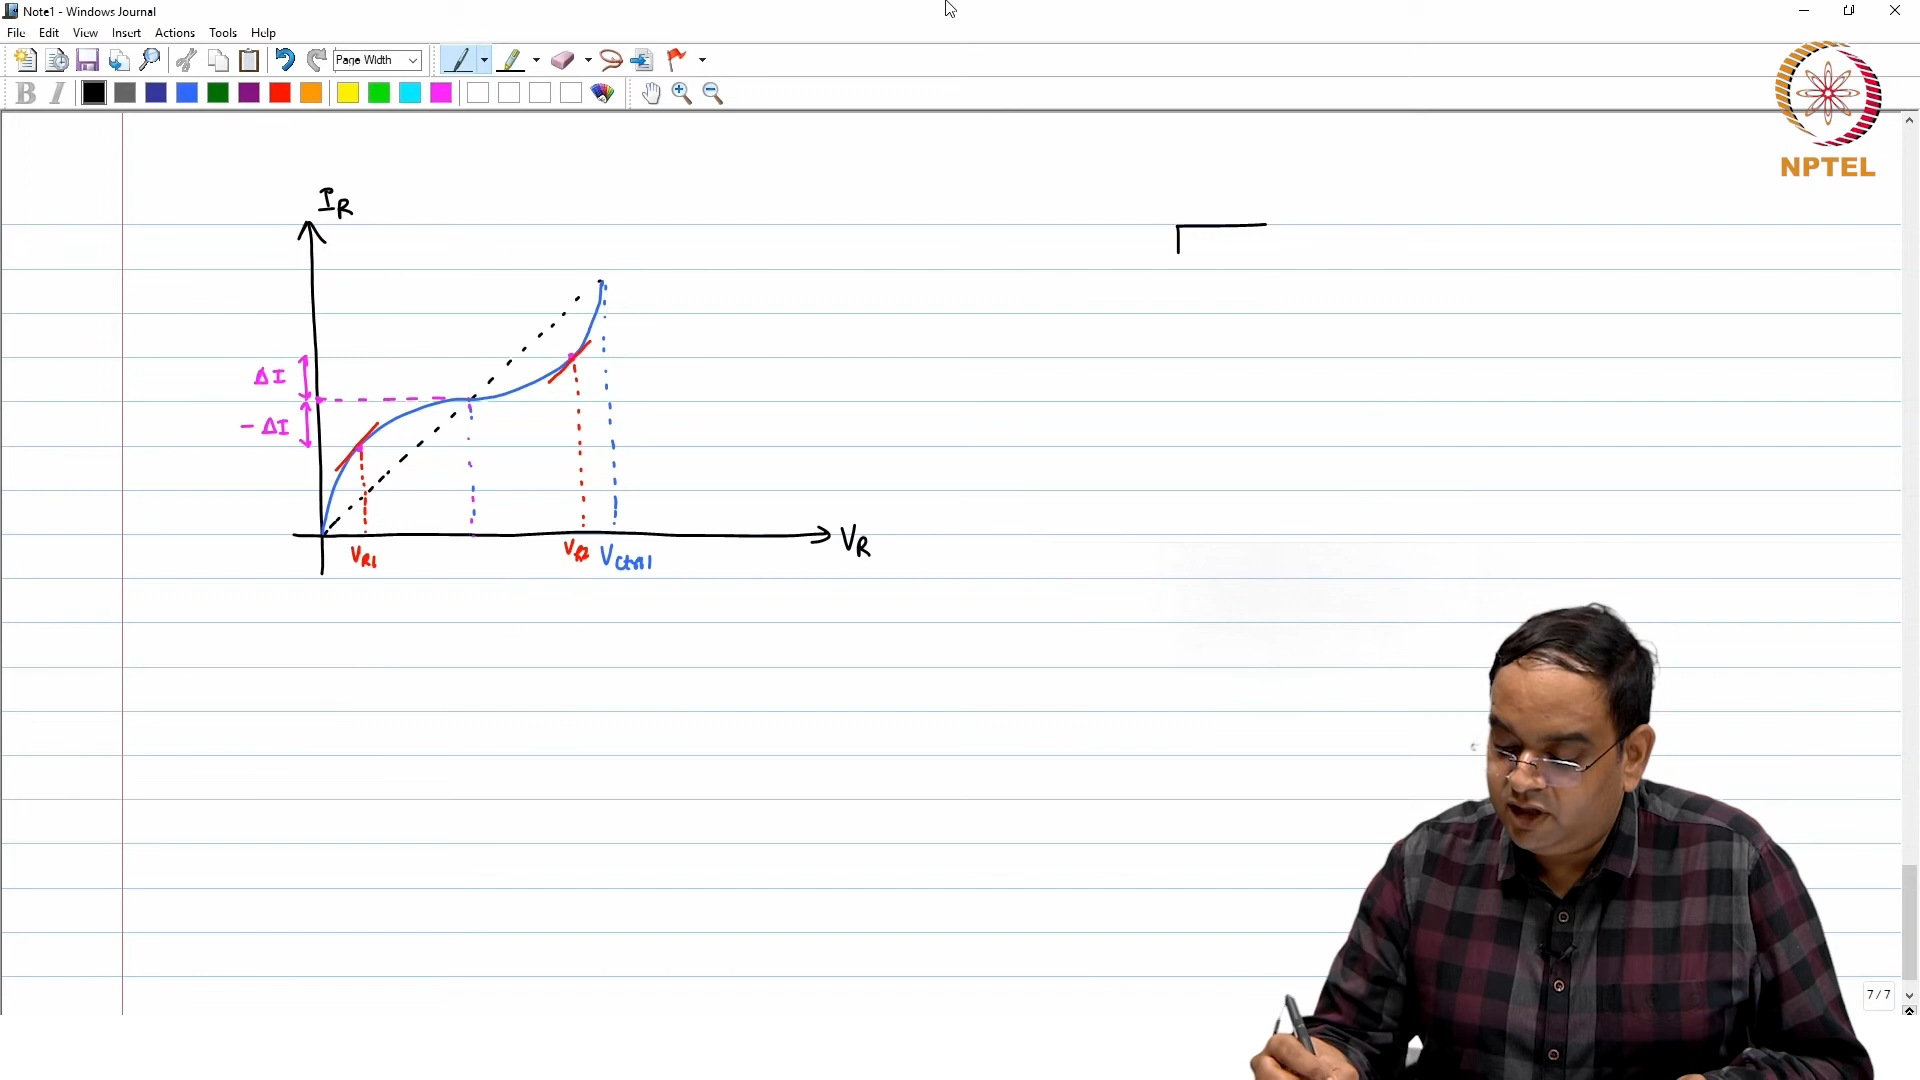 Note1 - Windows Journal
File Edit View Insert Actions Tools Help
Page Width
B I
NPTEL
I_R
ΔI
- ΔI
V_R1
V_R2
V_ctrl
V_R
7 / 7